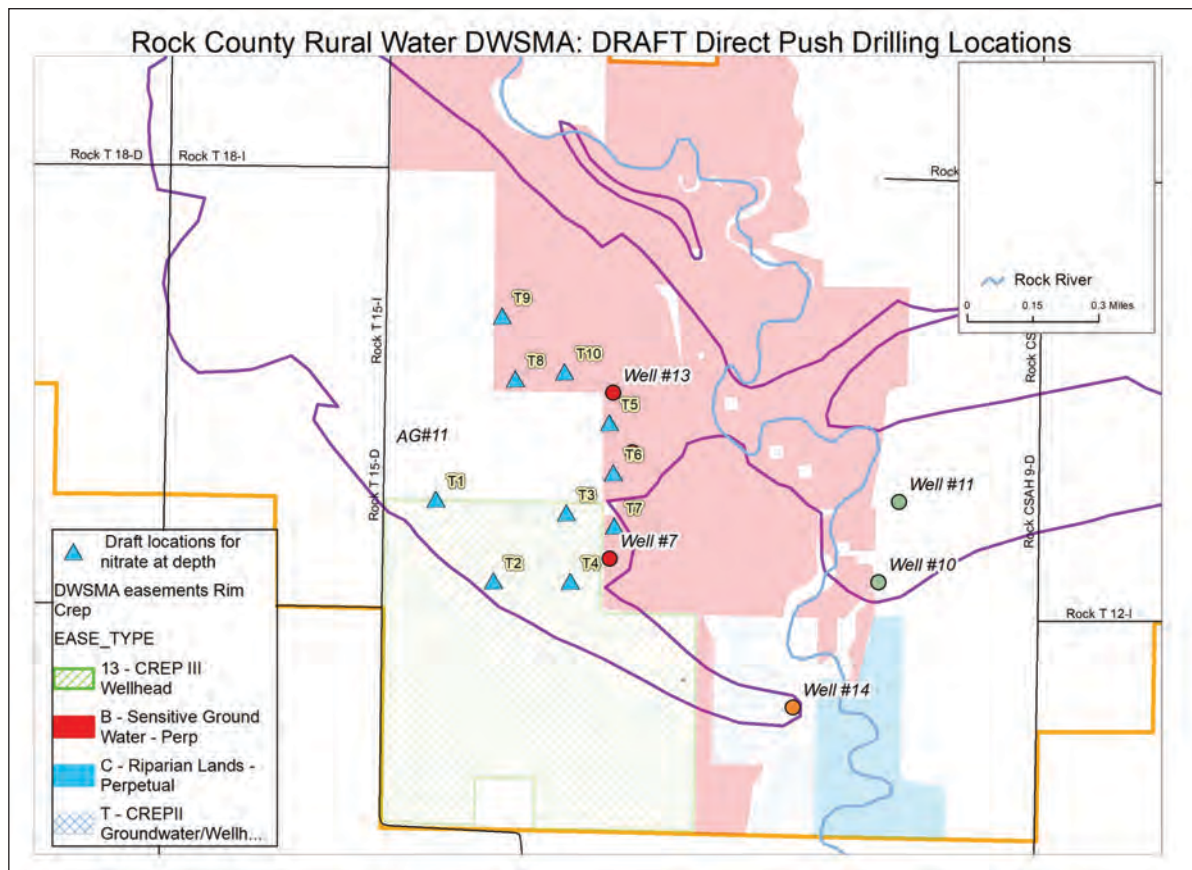 Rock County Rural Water DWSMA: DRAFT Direct Push Drilling Locations
Rock T 18-D
Rock T 18-I
Rock
Rock River
0 0.15 0.3 Miles
Rock T 15-I
Rock CS
T9
T8
T10
Well #13
T5
AG#11
T6
Rock T 15-D
T1
T3
T7
Well #11
Rock CSAH 9-D
Well #7
T2
T4
Well #10
Rock T 12-I
Well #14
Draft locations for
nitrate at depth
DWSMA easements Rim
Crep
EASE_TYPE
13 - CREP III
Wellhead
B - Sensitive Ground
Water - Perp
C - Riparian Lands -
Perpetual
T - CREPII
Groundwater/Wellh...